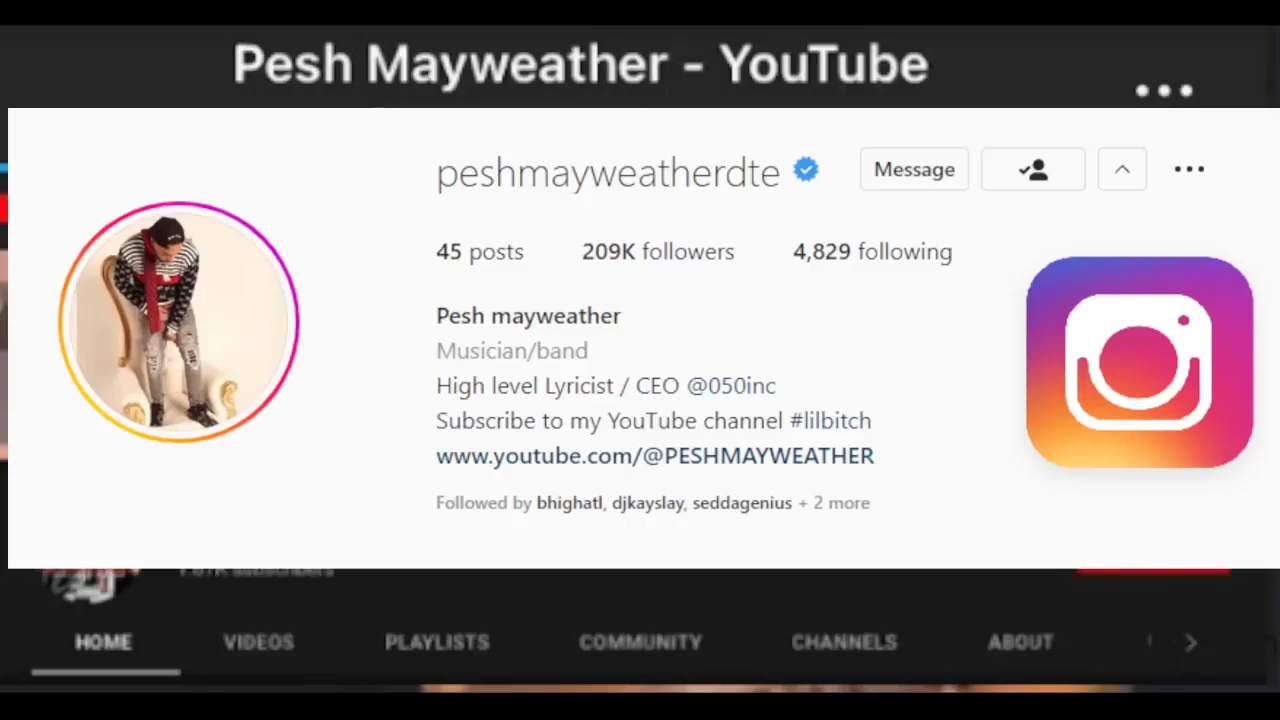 Pesh Mayweather - YouTube
peshmayweatherdte
Message
45 posts 209K followers 4,829 following
Pesh mayweather
Musician/band
High level Lyricist / CEO @050inc
Subscribe to my YouTube channel #lilbitch
www.youtube.com/@PESHMAYWEATHER
Followed by bhighatl, djkayslay, seddagenius + 2 more
subscribers
HOME VIDEOS PLAYLISTS COMMUNITY CHANNELS ABOUT